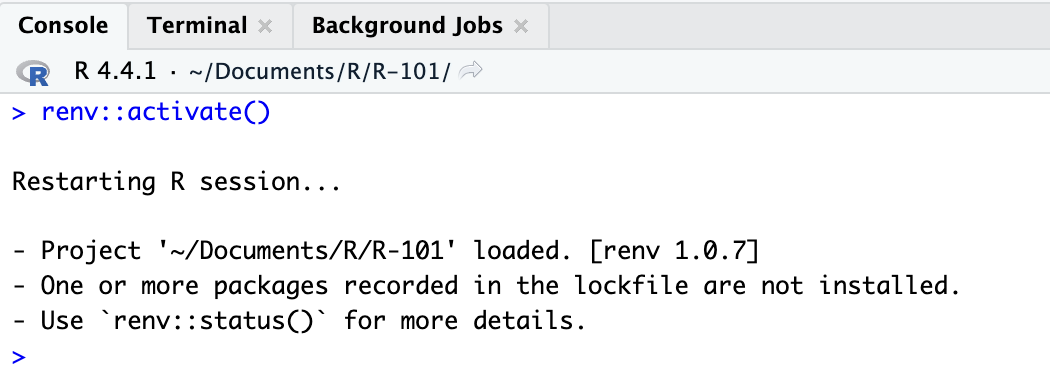 Console Terminal × Background Jobs ×
R R 4.4.1 · ~/Documents/R/R-101/
> renv::activate()
Restarting R session...
- Project '~/Documents/R/R-101' loaded. [renv 1.0.7]
- One or more packages recorded in the lockfile are not installed.
- Use `renv::status()` for more details.
>